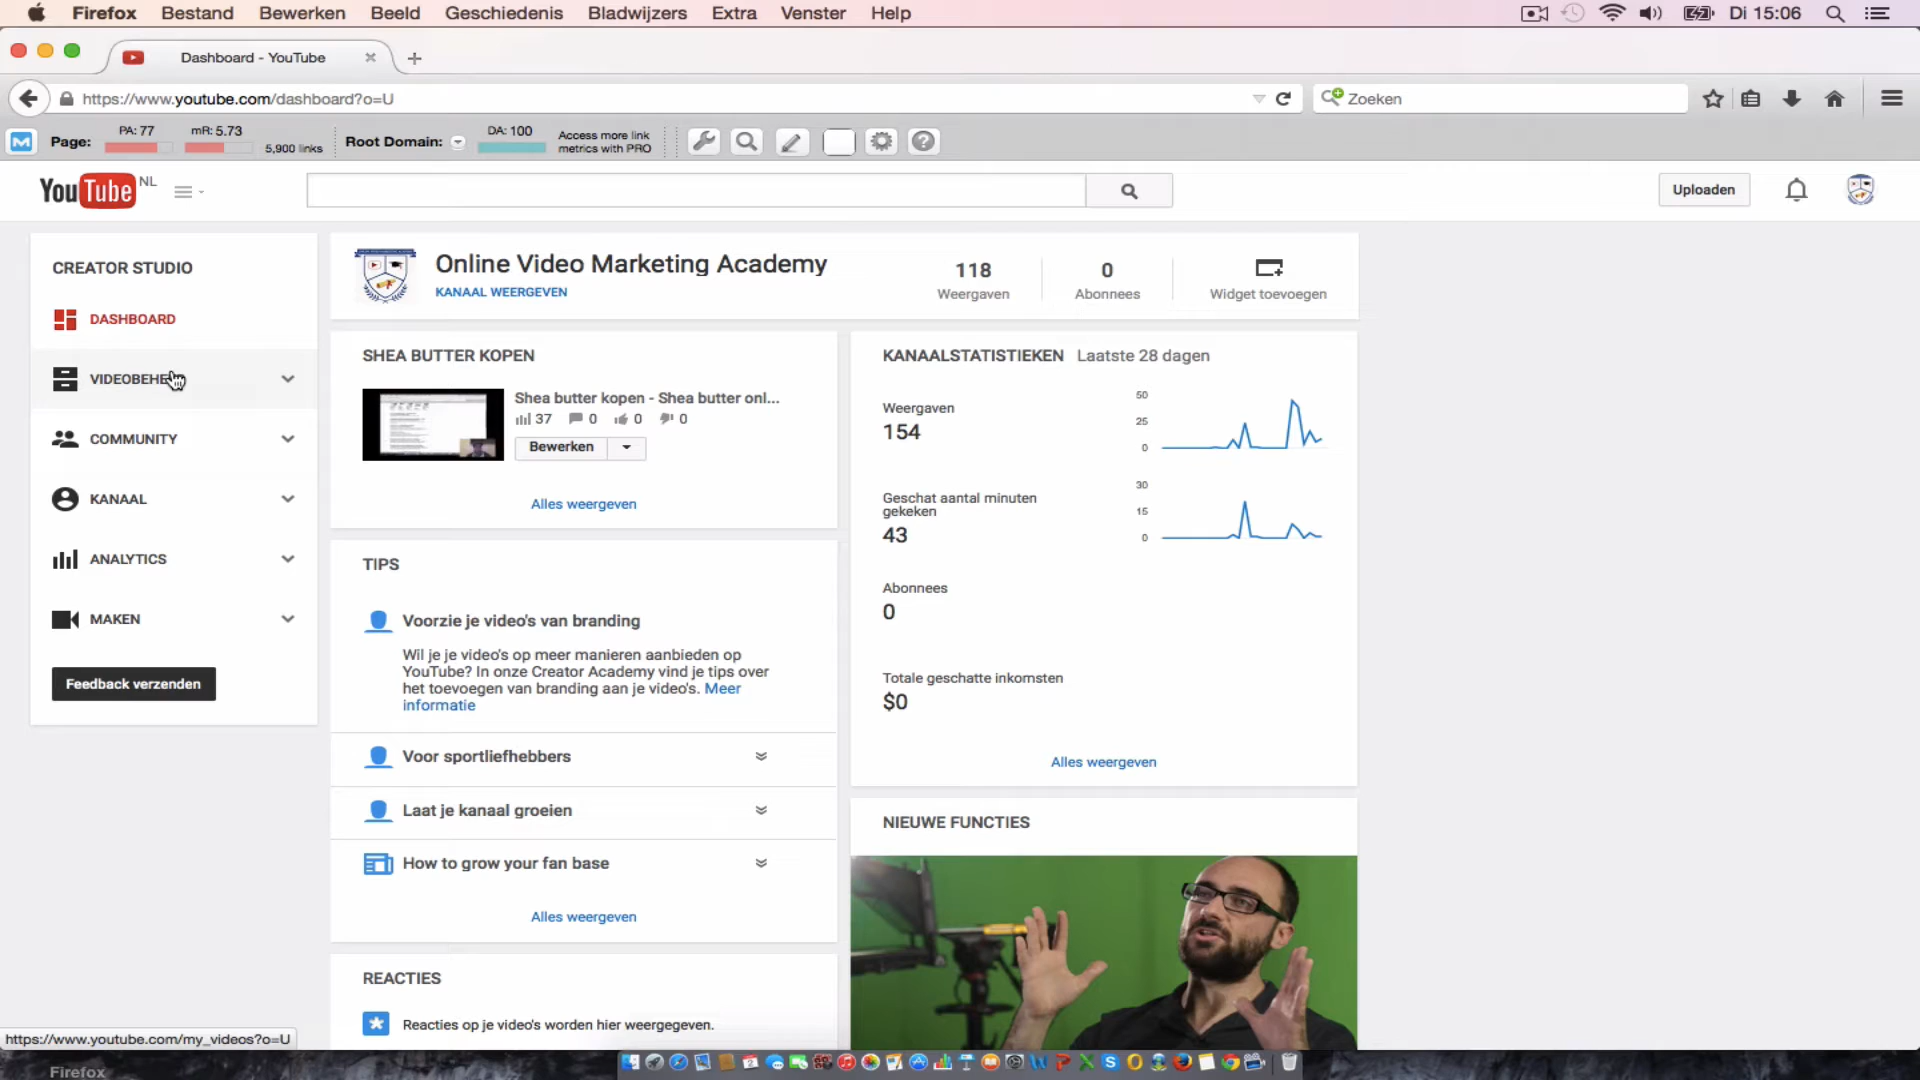 Firefox Bestand Bewerken Beeld Geschiedenis Bladwijzers Extra Venster Help Di 15:06
Dashboard - YouTube
https://www.youtube.com/dashboard?o=U
Zoeken
Page: PA: 77 mR: 5.73 5,900 links Root Domain: DA: 100
Access more link
metrics with PRO
YouTube NL
Uploaden
CREATOR STUDIO
DASHBOARD
VIDEOBEHE
COMMUNITY
KANAAL
ANALYTICS
MAKEN
Feedback verzenden
Online Video Marketing Academy
KANAAL WEERGEVEN
118
Weergaven
0
Abonnees
Widget toevoegen
SHEA BUTTER KOPEN
Shea butter kopen - Shea butter onl...
37 0 0 0
Bewerken
Alles weergeven
TIPS
Voorzie je video's van branding
Wil je je video's op meer manieren aanbieden op
YouTube? In onze Creator Academy vind je tips over
het toevoegen van branding aan je video's. Meer
informatie
Voor sportliefhebbers
Laat je kanaal groeien
How to grow your fan base
Alles weergeven
REACTIES
Reacties op je video's worden hier weergegeven.
KANAALSTATISTIEKEN Laatste 28 dagen
Weergaven
154
50
25
0
Geschat aantal minuten
gekeken
43
30
15
0
Abonnees
0
Totale geschatte inkomsten
$0
Alles weergeven
NIEUWE FUNCTIES
https://www.youtube.com/my_videos?o=U
Firefox